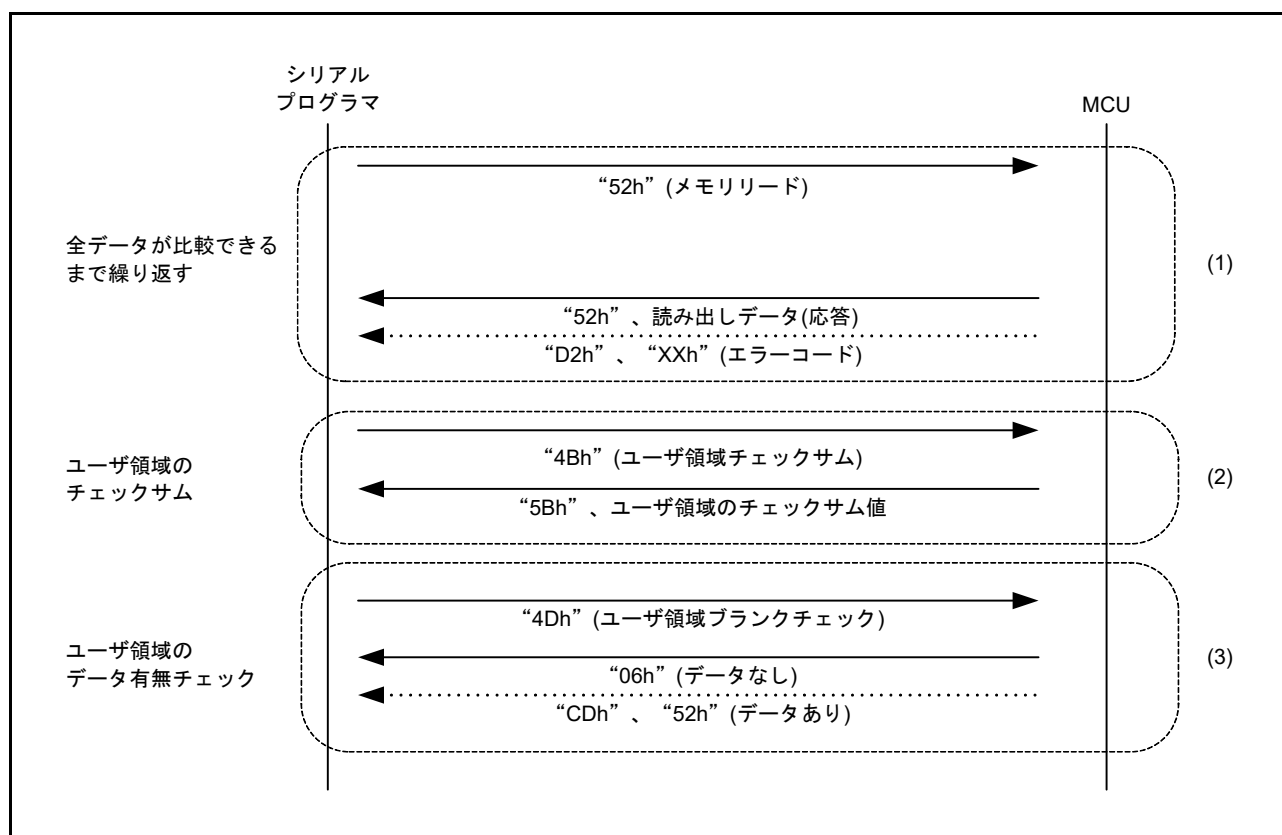 シリアル
プログラマ
MCU
“52h” (メモリリード)
全データが比較できる
まで繰り返す
(1)
“52h” 、読み出しデータ(応答)
“D2h” 、 “XXh” (エラーコード)
“4Bh” (ユーザ領域チェックサム)
ユーザ領域の
チェックサム
(2)
“5Bh” 、ユーザ領域のチェックサム値
“4Dh” (ユーザ領域ブランクチェック)
ユーザ領域の
データ有無チェック
(3)
“06h” (データなし)
“CDh” 、 “52h” (データあり)